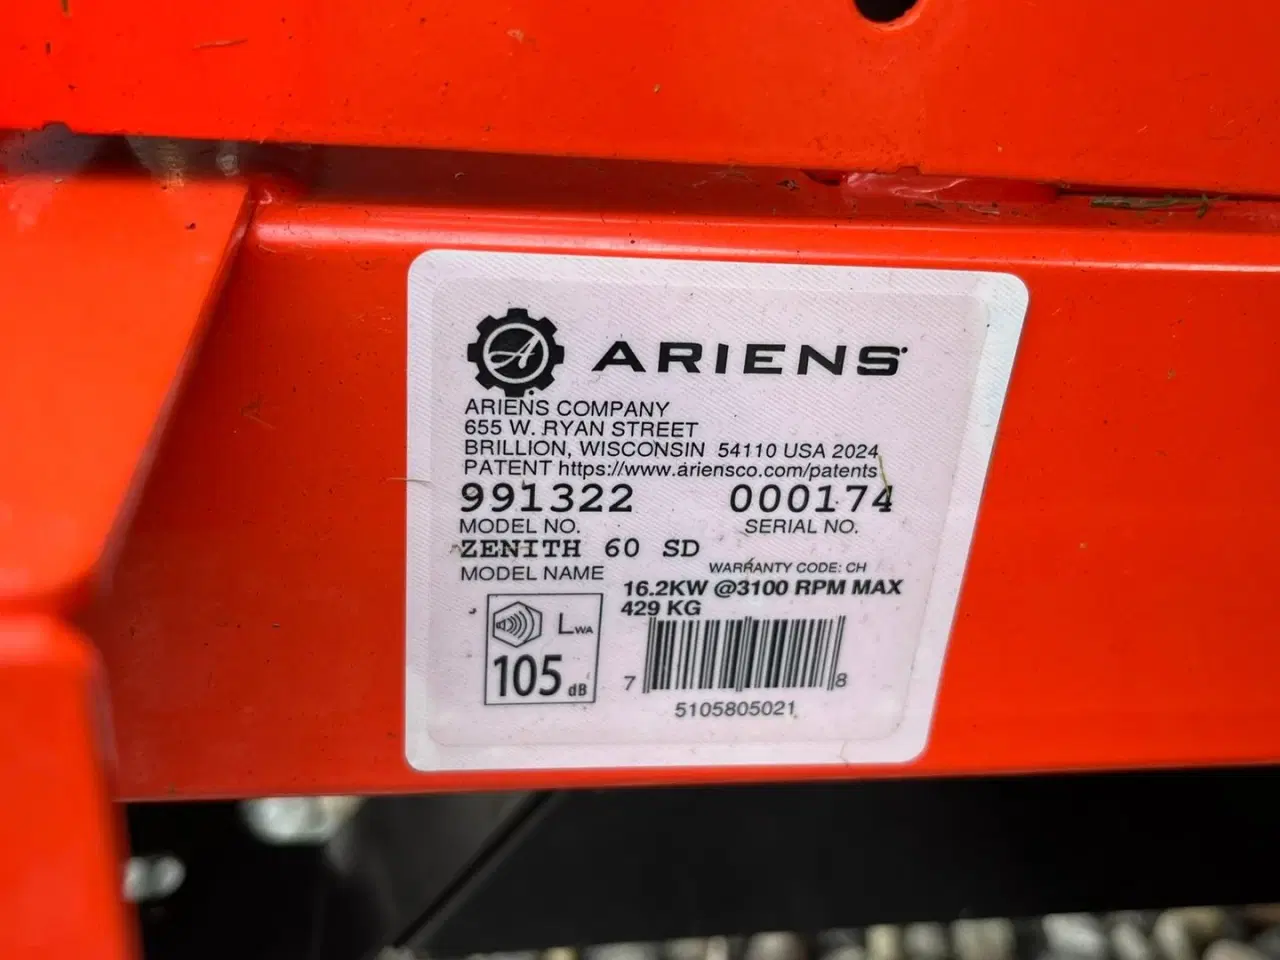 A ARIENS
ARIENS COMPANY
655 W. RYAN STREET
BRILLION, WISCONSIN 54110 USA 2024
PATENT https://www.ariensco.com/patents
991322 000174
MODEL NO. SERIAL NO.
ZENITH 60 SD
MODEL NAME WARRANTY CODE: CH
16.2KW @3100 RPM MAX
429 KG
LWA
105 dB
7 8
5105805021